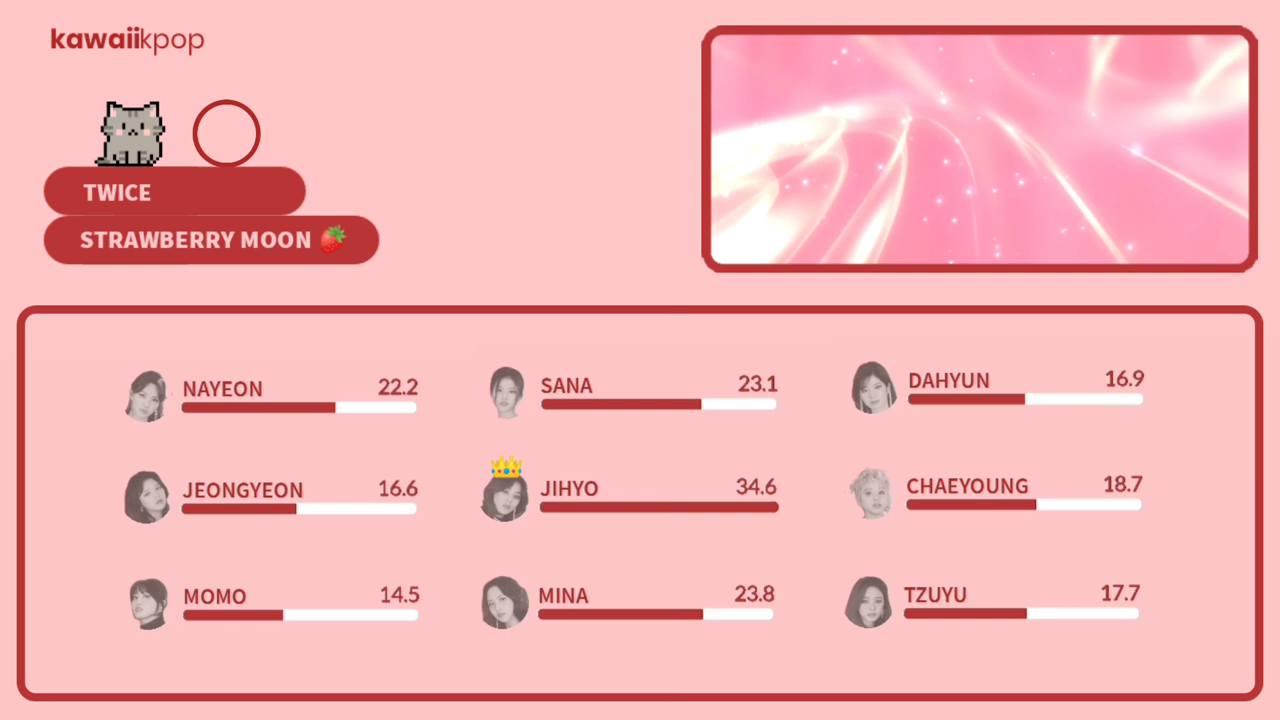 kawaiikpop
TWICE
STRAWBERRY MOON 🍓
NAYEON 22.2
SANA 23.1
DAHYUN 16.9
JEONGYEON 16.6
JIHYO 34.6
CHAEYOUNG 18.7
MOMO 14.5
MINA 23.8
TZUYU 17.7